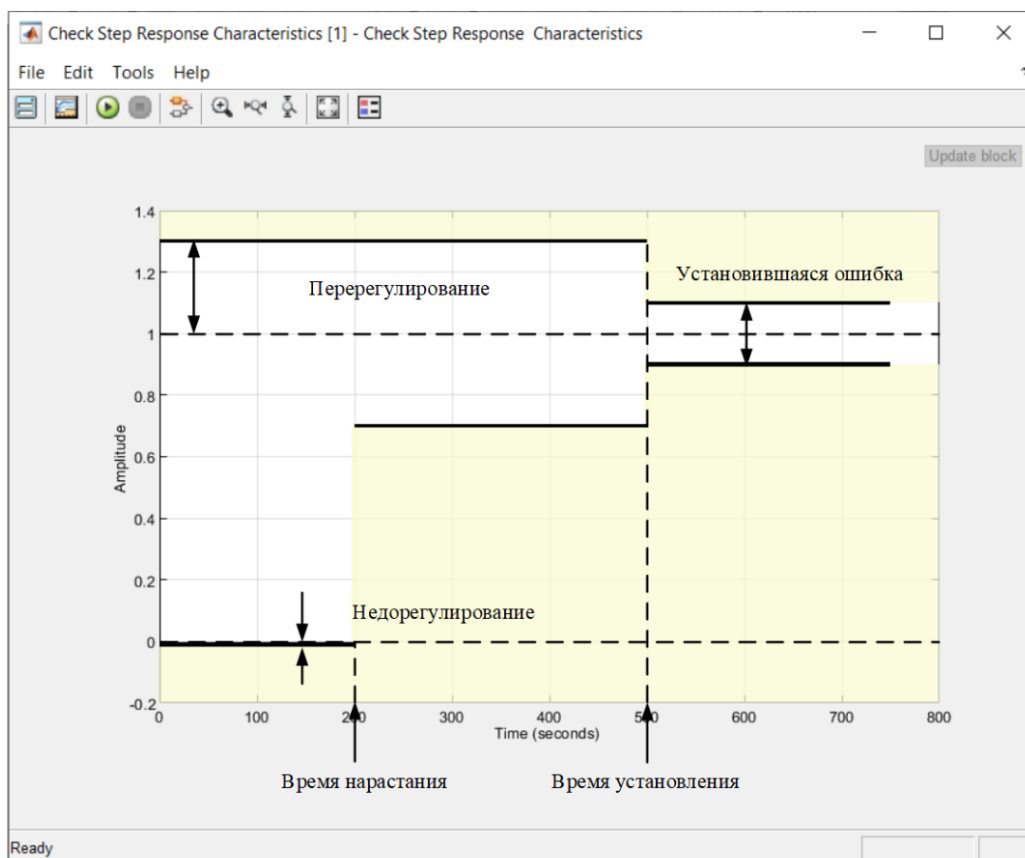 Check Step Response Characteristics [1] - Check Step Response Characteristics
File Edit Tools Help
Update block
1.4
1.2
1
0.8
0.6
0.4
0.2
0
-0.2
Amplitude
Перерегулирование
Установившаяся ошибка
Недорегулирование
0 100 200 300 400 500 600 700 800
Time (seconds)
Время нарастания
Время установления
Ready